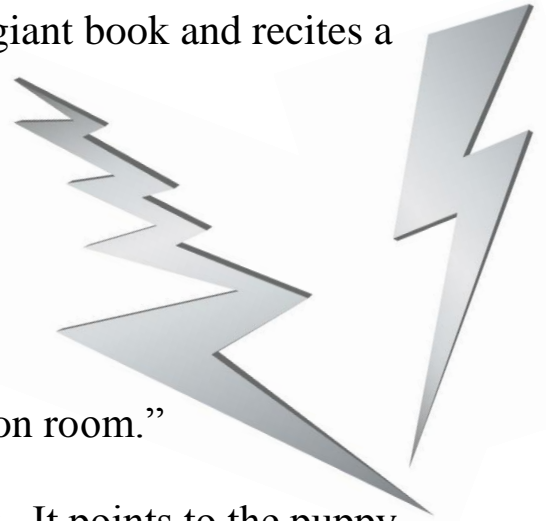 giant book and recites a
on room.”
It points to the puppy